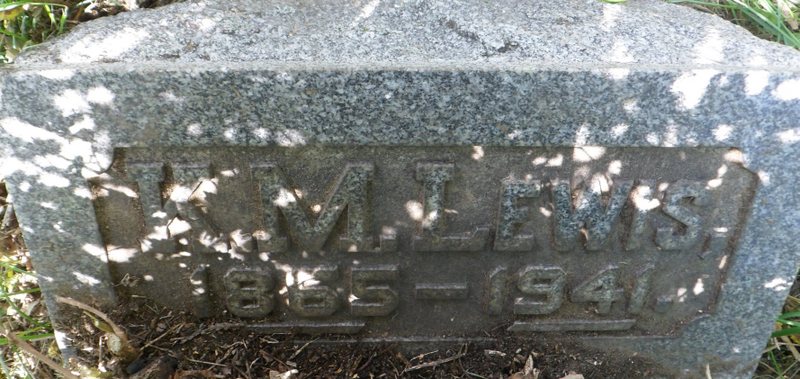 W. M. Lewis,
1865 – 1941.